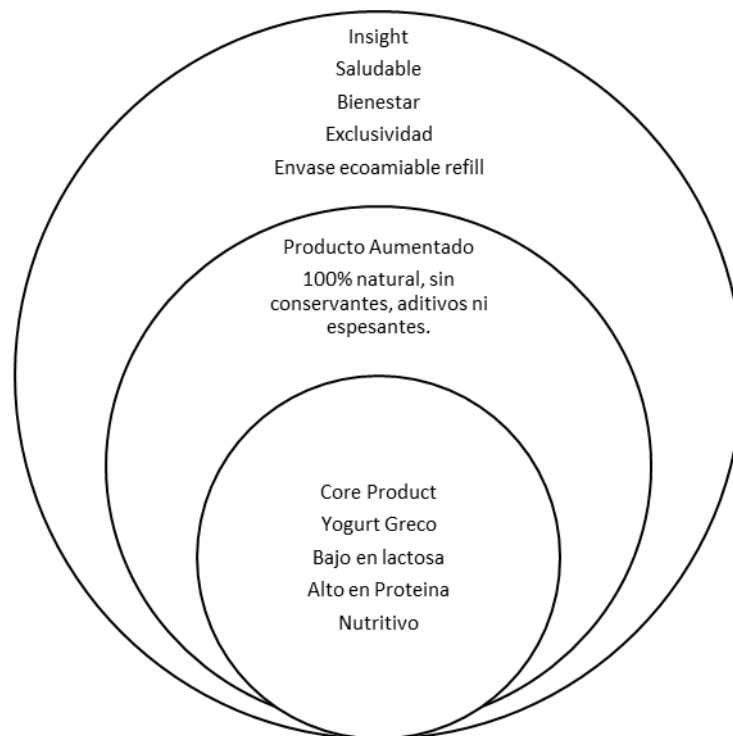 Insight
Saludable
Bienestar
Exclusividad
Envase ecoamiable refill
Producto Aumentado
100% natural, sin
conservantes, aditivos ni
espesantes.
Core Product
Yogurt Greco
Bajo en lactosa
Alto en Proteina
Nutritivo